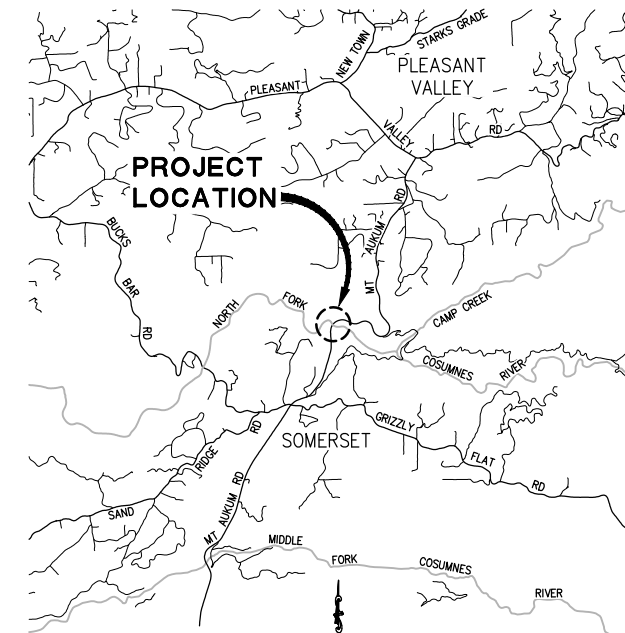 STARKS GRADE
NEW TOWN
PLEASANT
VALLEY
PLEASANT
VALLEY
RD
PROJECT
LOCATION
RD
AUKUM
MT
BUCKS
BAR
RD
NORTH
FORK
CAMP CREEK
COSUMNES
RIVER
GRIZZLY
FLAT
RD
SOMERSET
RD
RIDGE
SAND
MT AUKUM RD
MIDDLE
FORK
COSUMNES
RIVER